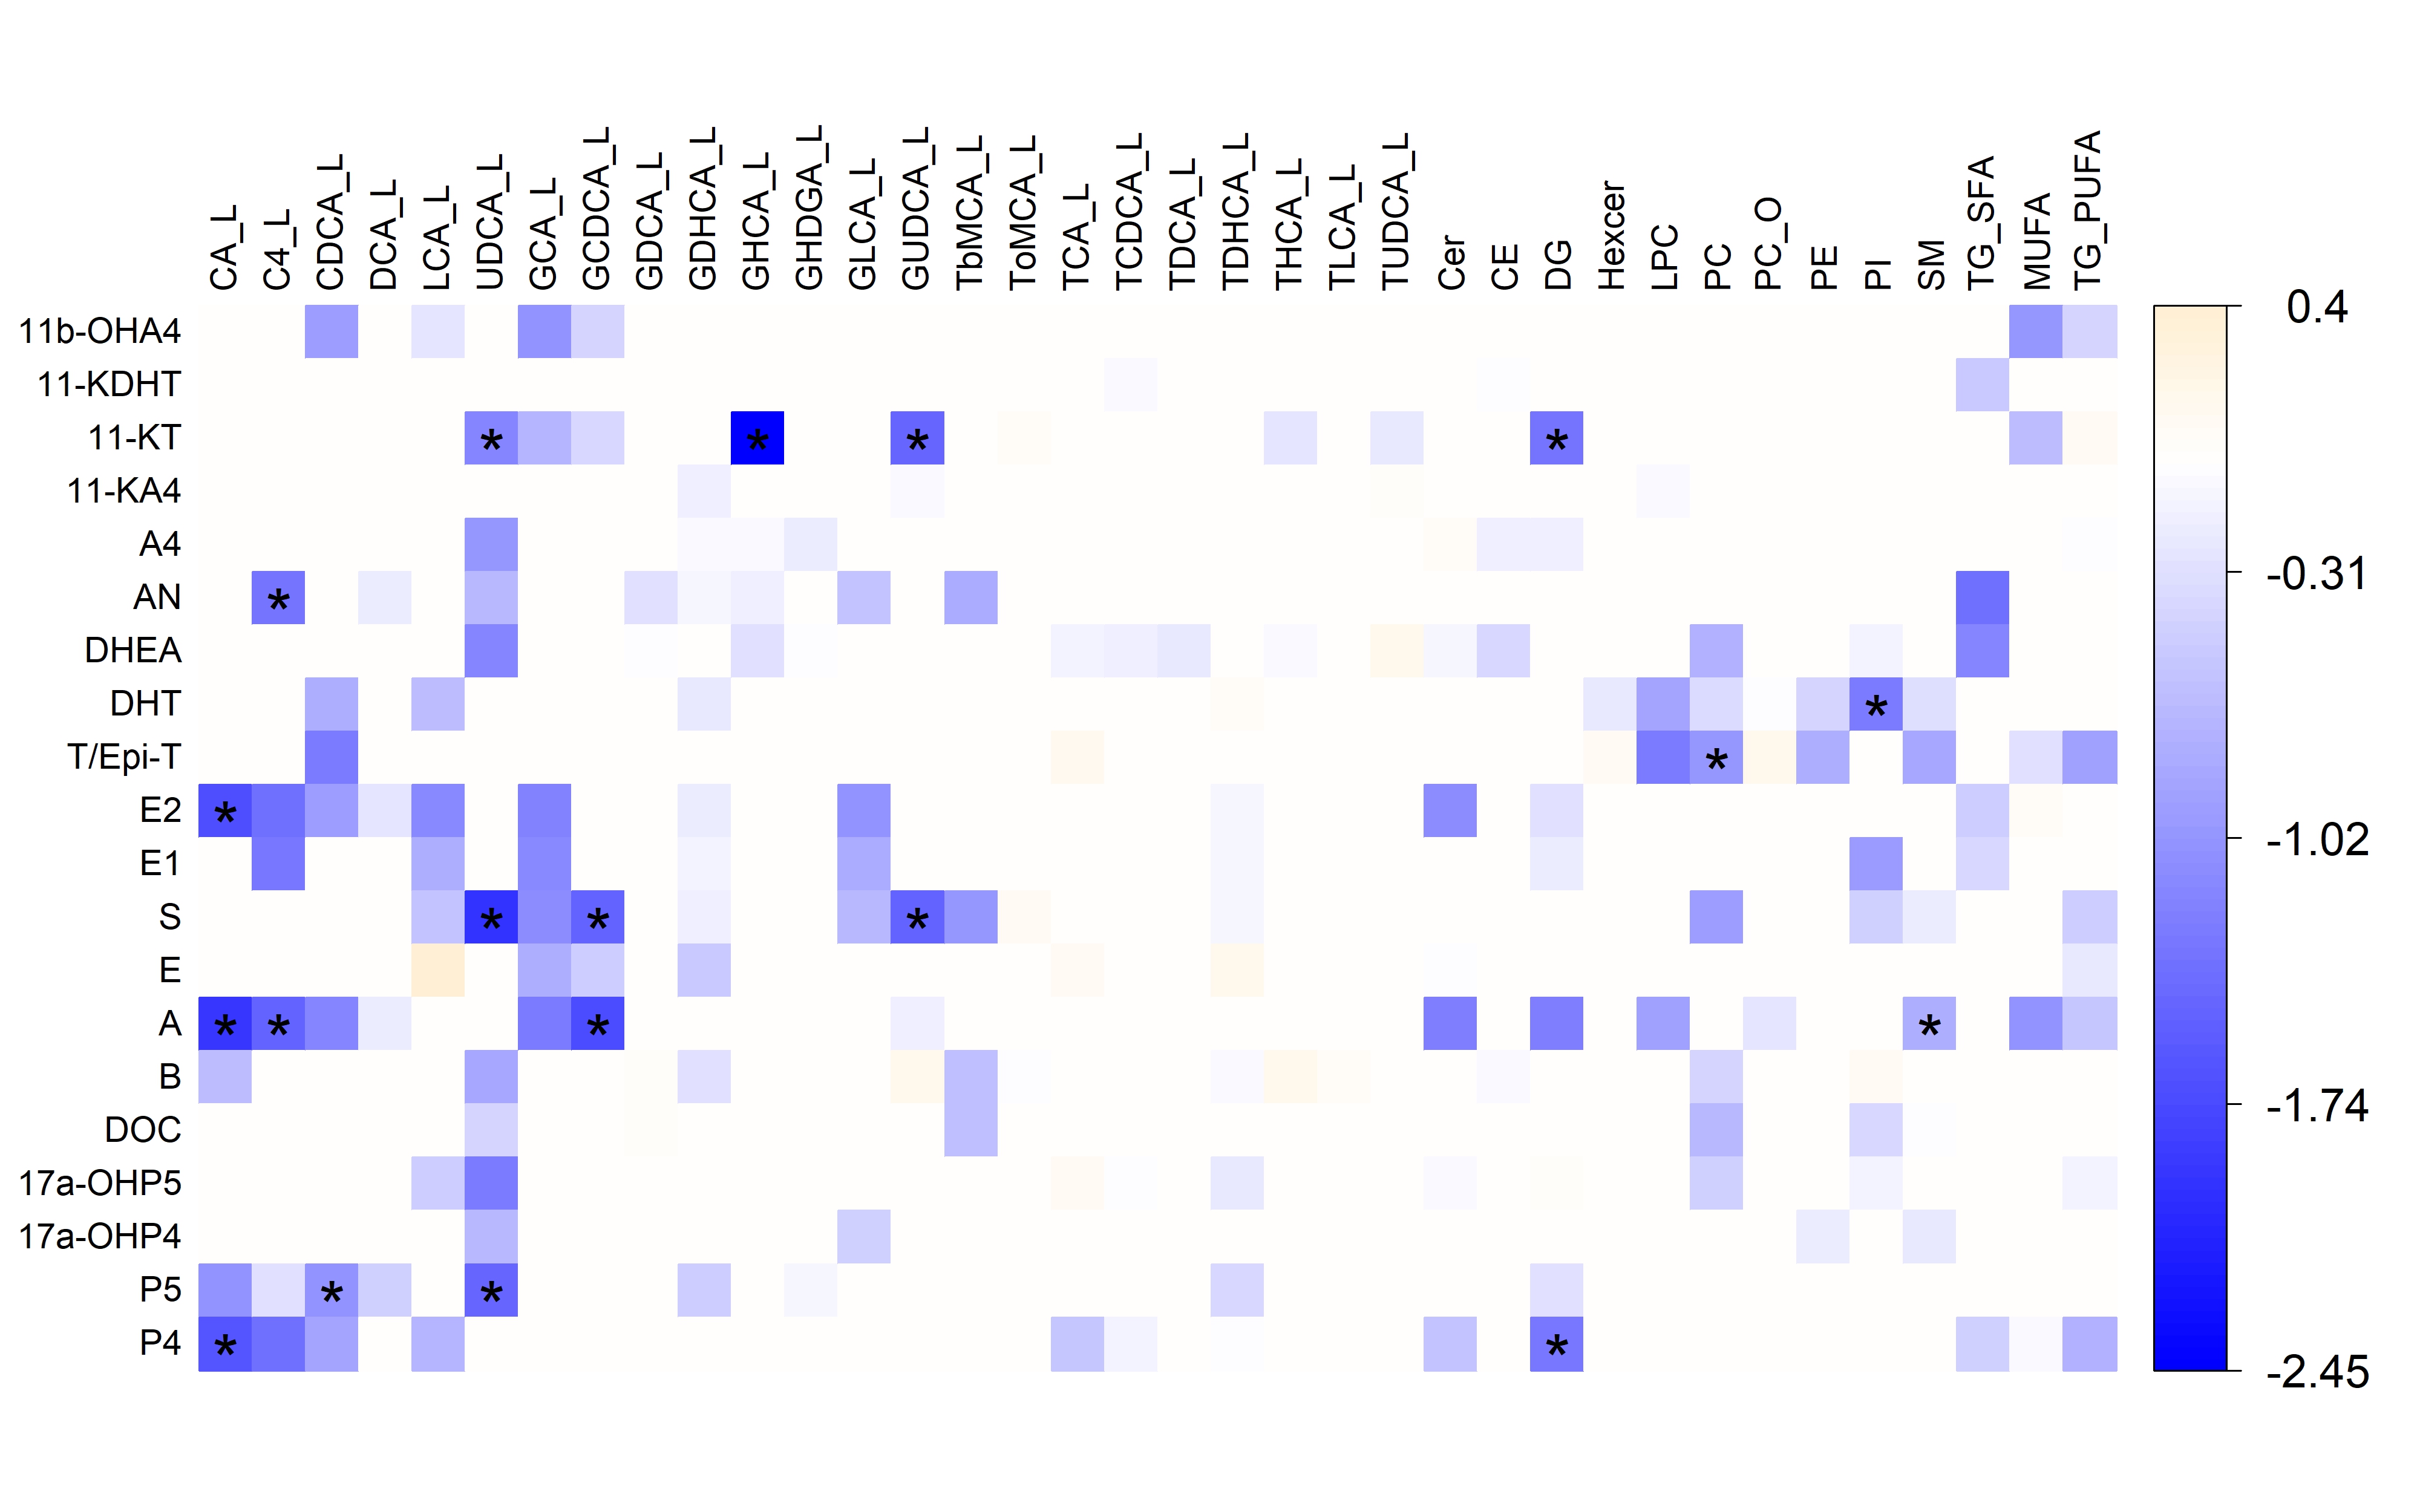 CA_L
C4_L
CDCA_L
DCA_L
LCA_L
UDCA_L
GCA_L
GCDCA_L
GDCA_L
GDHCA_L
GHCA_L
GHDGA_L
GLCA_L
GUDCA_L
TbMCA_L
ToMCA_L
TCA_L
TCDCA_L
TDCA_L
TDHCA_L
THCA_L
TLCA_L
TUDCA_L
Cer
CE
DG
Hexcer
LPC
PC
PC_O
PE
PI
SM
TG_SFA
MUFA
TG_PUFA
11b-OHA4
11-KDHT
11-KT * * * *
11-KA4
A4
AN *
DHEA
DHT *
T/Epi-T *
E2 *
E1
S * * *
E
A * * * *
B
DOC
17a-OHP5
17a-OHP4
P5 * *
P4 * *
0.4
-0.31
-1.02
-1.74
-2.45